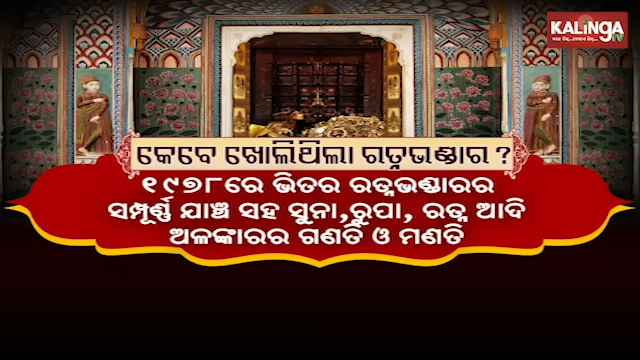 KALINGA TV
କେବେ ଖୋଲିଥିଲା ରତ୍ନଭଣ୍ଡାର ?
୧୯୭୮ରେ ଭିତର ରତ୍ନଭଣ୍ଡାରର
ସମ୍ପୂର୍ଣ୍ଣ ଯାଞ୍ଚ ସହ ସୁନା,ରୁପା, ରତ୍ନ ଆଦି
ଅଳଙ୍କାରର ଗଣତି ଓ ମଣତି